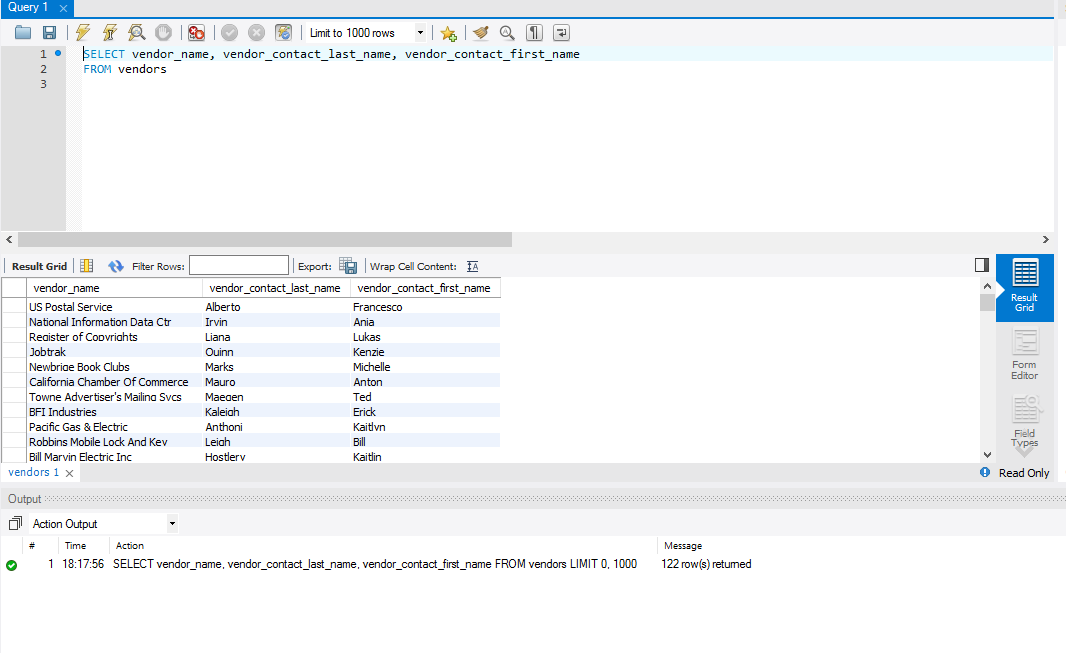 Query 1
Limit to 1000 rows
1 SELECT vendor_name, vendor_contact_last_name, vendor_contact_first_name
2 FROM vendors
3
Result Grid Filter Rows: Export: Wrap Cell Content:
vendor_name vendor_contact_last_name vendor_contact_first_name
US Postal Service Alberto Francesco
National Information Data Ctr Irvin Ania
Register of Copyrights Liana Lukas
Jobtrak Quinn Kenzie
Newbrige Book Clubs Marks Michelle
California Chamber Of Commerce Mauro Anton
Towne Advertiser's Mailing Svcs Maegen Ted
BFI Industries Kaleigh Erick
Pacific Gas & Electric Anthoni Kaitlyn
Robbins Mobile Lock And Key Leigh Bill
Bill Marvin Electric Inc Hostlery Kaitlin
Result
Grid
Form
Editor
Field
Types
vendors 1
Read Only
Output
Action Output
# Time Action Message
1 18:17:56 SELECT vendor_name, vendor_contact_last_name, vendor_contact_first_name FROM vendors LIMIT 0, 1000 122 row(s) returned